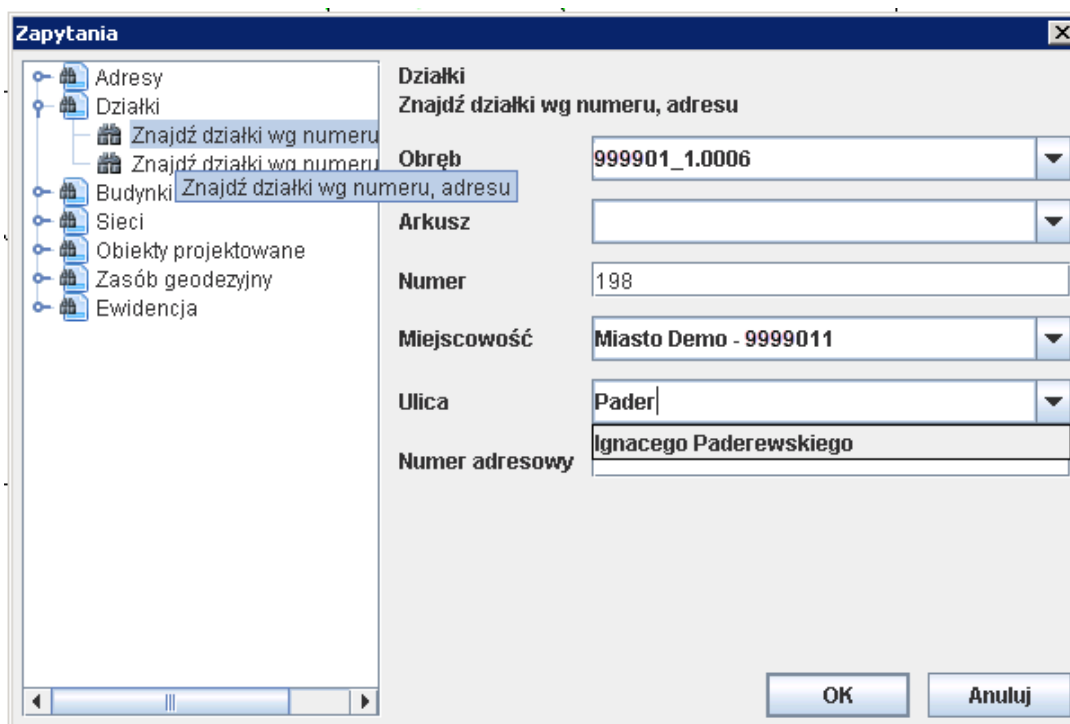 Zapytania
Adresy
Działki
Znajdź działki wg numeru
Znajdź działki wg numeru
Znajdź działki wg numeru, adresu
Budynki
Sieci
Obiekty projektowane
Zasób geodezyjny
Ewidencja
Działki
Znajdź działki wg numeru, adresu
Obręb
999901_1.0006
Arkusz
Numer
198
Miejscowość
Miasto Demo - 9999011
Ulica
Pader
Ignacego Paderewskiego
Numer adresowy
OK
Anuluj